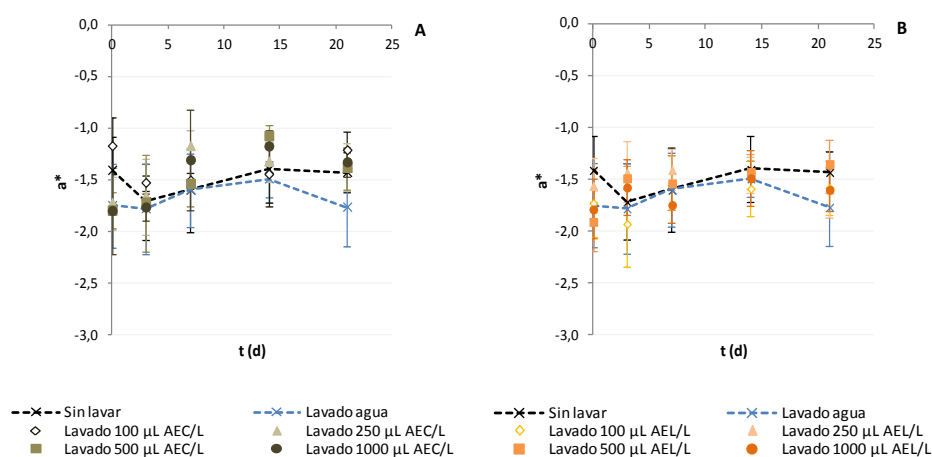 A
0,0
0 5 10 15 20 25
-0,5
-1,0
-1,5
-2,0
-2,5
-3,0
a*
t (d)
Sin lavar
Lavado agua
Lavado 100 µL AEC/L
Lavado 250 µL AEC/L
Lavado 500 µL AEC/L
Lavado 1000 µL AEC/L
B
0,0
0 5 10 15 20 25
-0,5
-1,0
-1,5
-2,0
-2,5
-3,0
a*
t (d)
Sin lavar
Lavado agua
Lavado 100 µL AEL/L
Lavado 250 µL AEL/L
Lavado 500 µL AEL/L
Lavado 1000 µL AEL/L